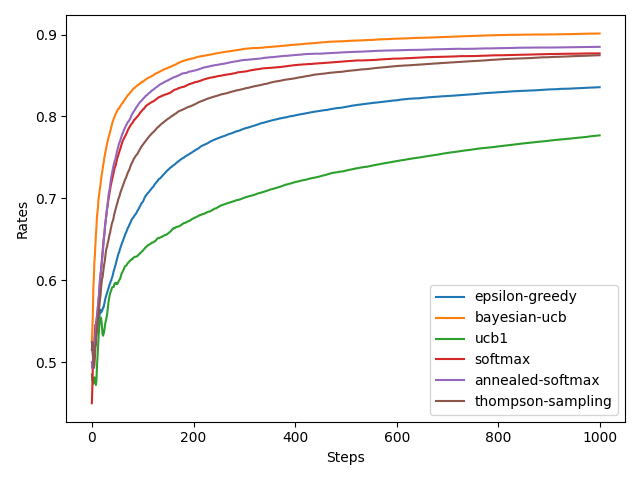 0.9
0.8
0.7
0.6
0.5
Rates
0
200
400
600
800
1000
Steps
epsilon-greedy
bayesian-ucb
ucb1
softmax
annealed-softmax
thompson-sampling